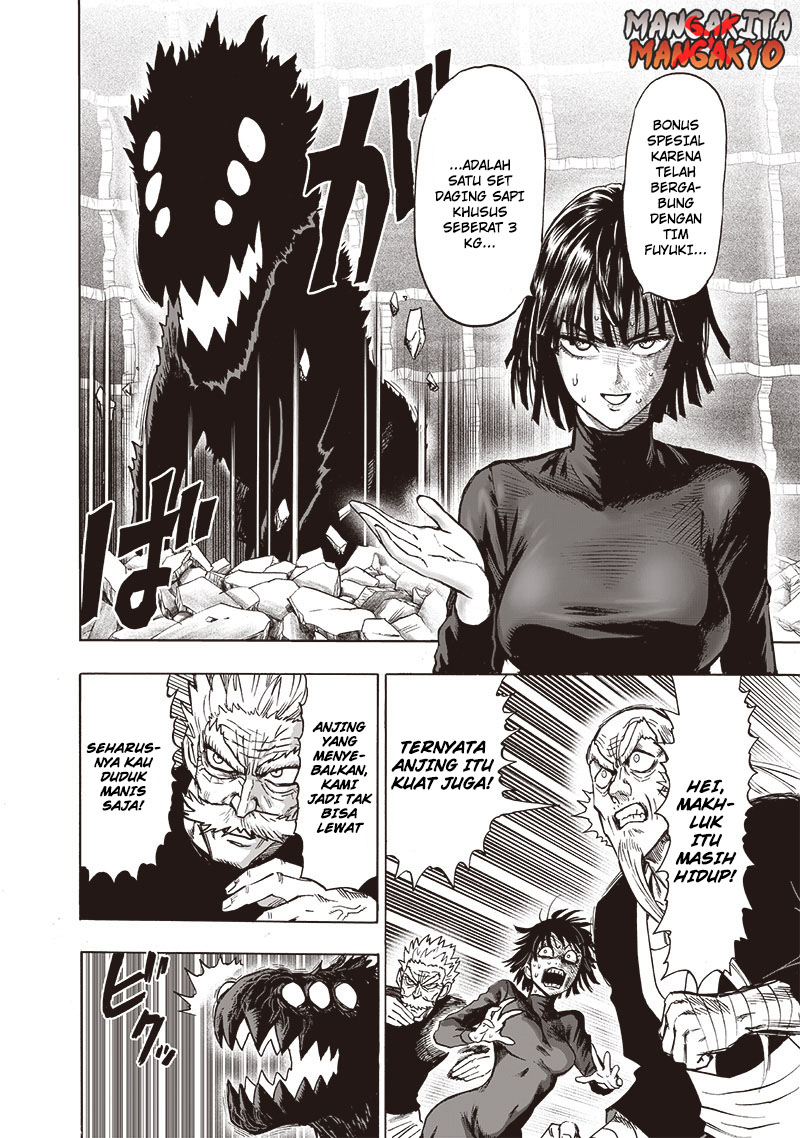 MANGAKITA
MANGAKYO
BONUS
SPESIAL
KARENA
TELAH
BERGA-
BUNG
DENGAN
TIM
FUYUKI...
...ADALAH
SATU SET
DAGING SAPI
KHUSUS
SEBERAT 3
KG...
ガ
バ
HEI,
MAKH-
LUK
ITU
MASIH
HIDUP!
TERNYATA
ANJING ITU
KUAT JUGA!
ANJING
YANG
MENYE-
BALKAN,
KAMI
JADI TAK
BISA
LEWAT
SEHARUS-
NYA KAU
DUDUK
MANIS
SAJA!
ビクッ